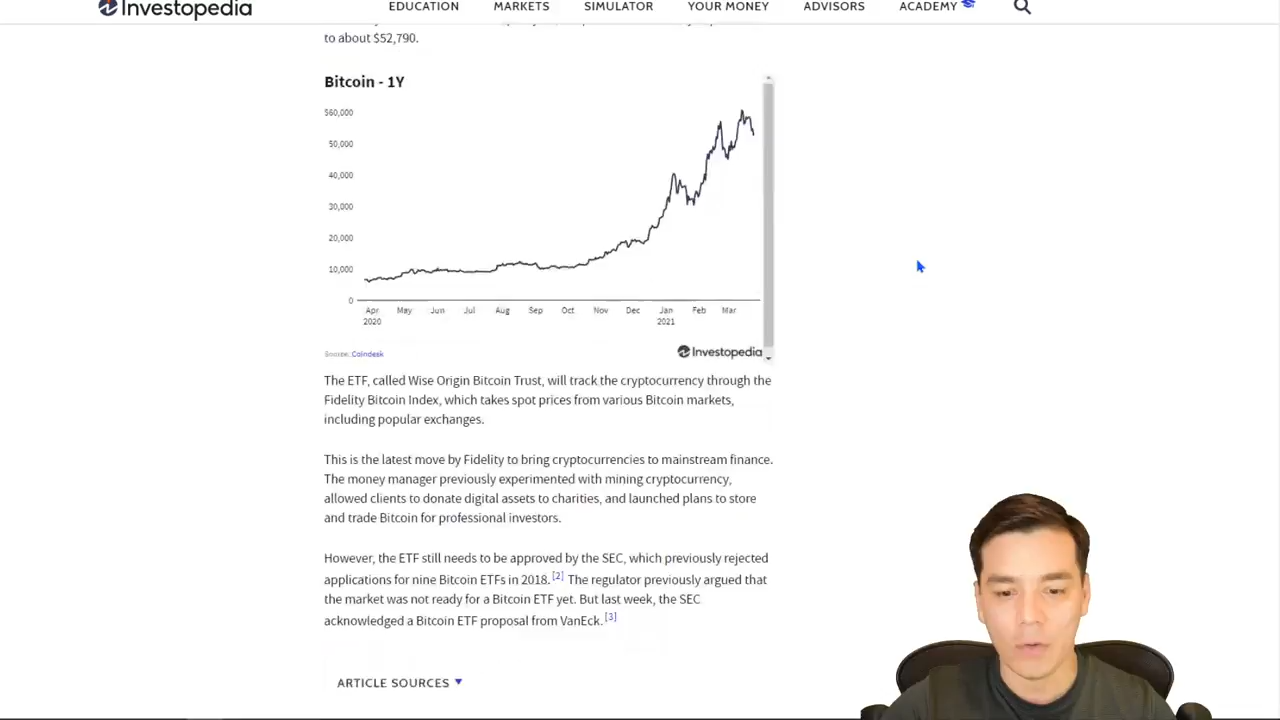 Investopedia
EDUCATION MARKETS SIMULATOR YOUR MONEY ADVISORS ACADEMY
to about $52,790.
Bitcoin - 1Y
$60,000
50,000
40,000
30,000
20,000
10,000
0
Apr May Jun Jul Aug Sep Oct Nov Dec Jan Feb Mar
2020 2021
Source: Coindesk
Investopedia
The ETF, called Wise Origin Bitcoin Trust, will track the cryptocurrency through the
Fidelity Bitcoin Index, which takes spot prices from various Bitcoin markets,
including popular exchanges.
This is the latest move by Fidelity to bring cryptocurrencies to mainstream finance.
The money manager previously experimented with mining cryptocurrency,
allowed clients to donate digital assets to charities, and launched plans to store
and trade Bitcoin for professional investors.
However, the ETF still needs to be approved by the SEC, which previously rejected
applications for nine Bitcoin ETFs in 2018.[2] The regulator previously argued that
the market was not ready for a Bitcoin ETF yet. But last week, the SEC
acknowledged a Bitcoin ETF proposal from VanEck.[3]
ARTICLE SOURCES